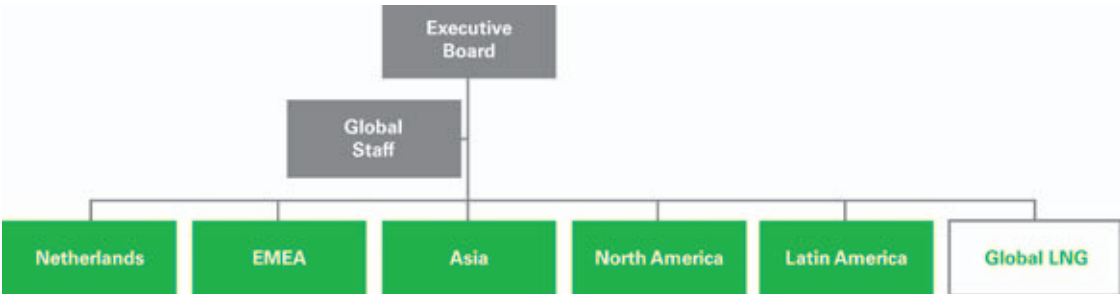 Executive
Board
Global
Staff
Netherlands
EMEA
Asia
North America
Latin America
Global LNG